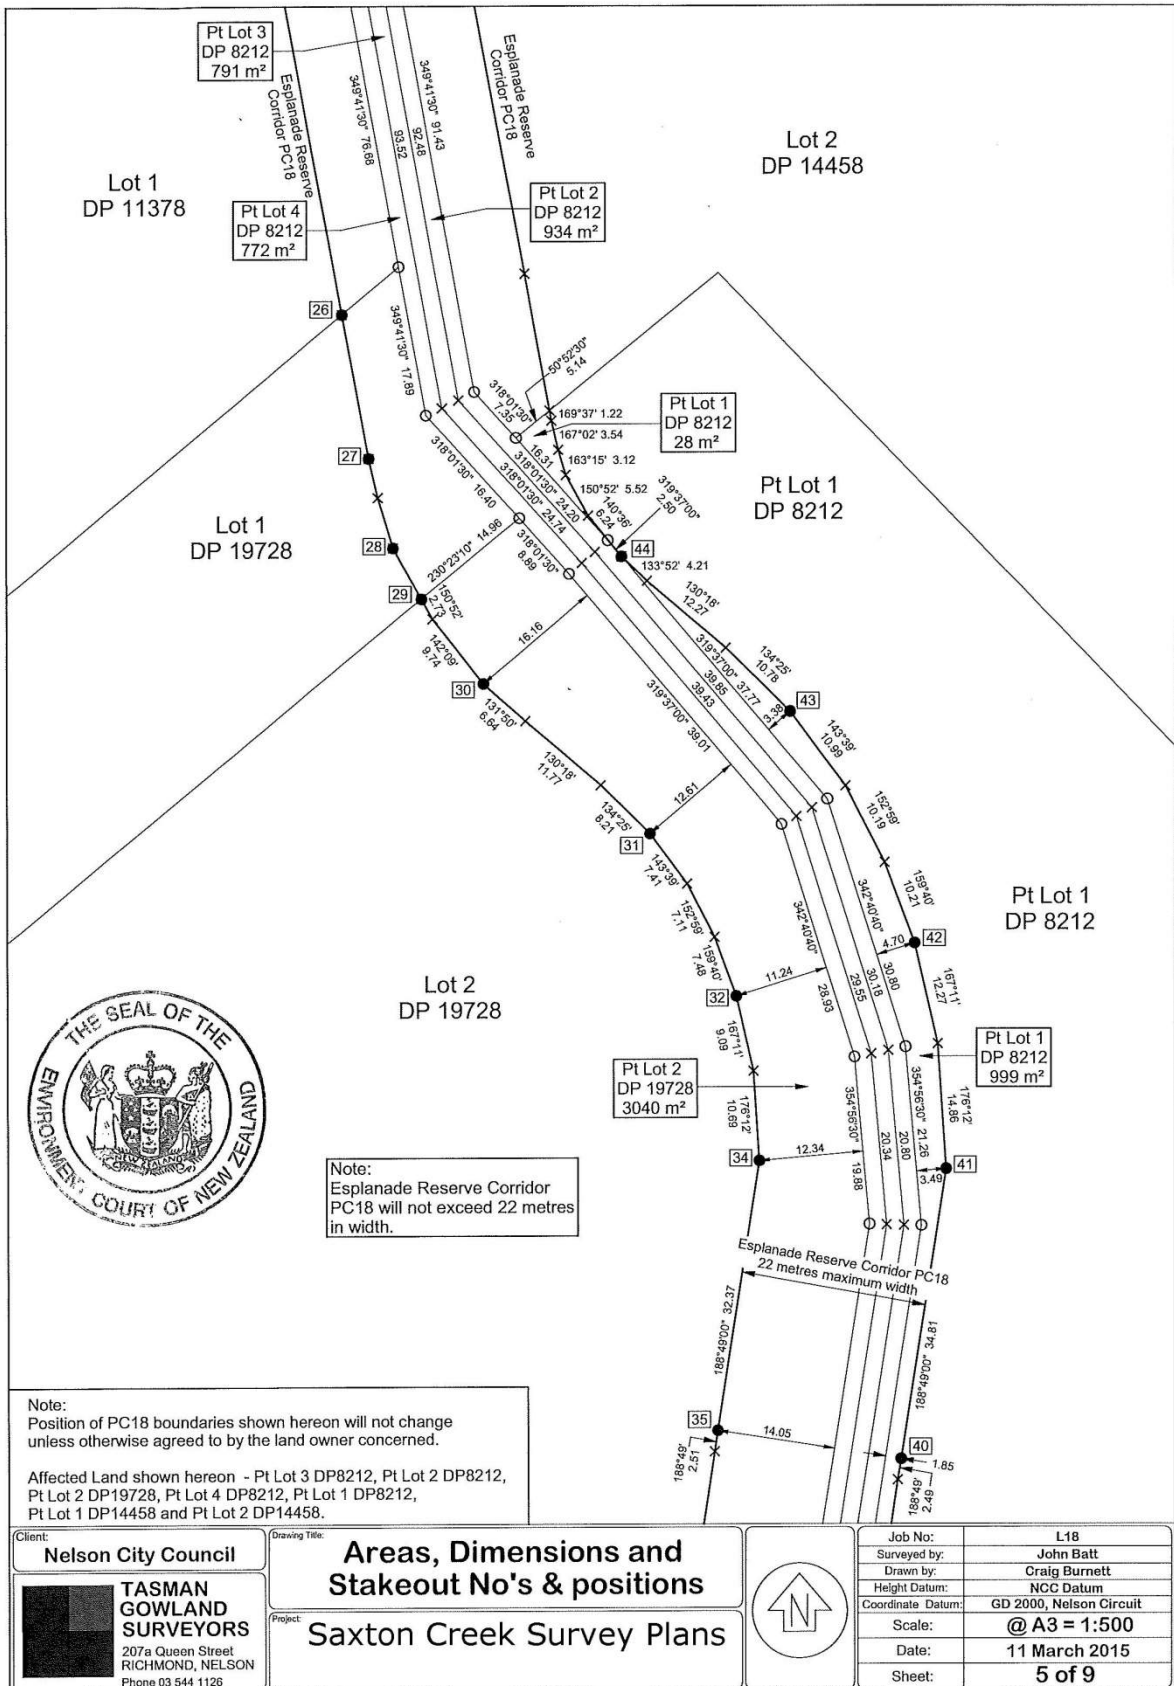 Pt Lot 3
DP 8212
791 m²
Esplanade Reserve
Corridor PC18
349°41'30" 76.68
93.52
92.48
349°41'30" 91.43
Esplanade Reserve
Corridor PC18
Lot 2
DP 14458
Lot 1
DP 11378
Pt Lot 4
DP 8212
772 m²
Pt Lot 2
DP 8212
934 m²
26
349°41'30" 17.89
50°52'30"
5.14
318°01'30"
7.35
169°37' 1.22
167°02' 3.54
163°15' 3.12
150°52' 5.52
140°36'
6.24
319°37'00"
2.50
Pt Lot 1
DP 8212
28 m²
Pt Lot 1
DP 8212
27
16.31
318°01'30" 24.20
318°01'30" 24.74
318°01'30" 16.40
Lot 1
DP 19728
28
230°23'10" 14.96
318°01'30"
8.89
44
133°52' 4.21
130°18'
12.27
29
150°52'
2.73
142°09'
9.74
16.16
30
319°37'00" 37.77
39.85
39.43
319°37'00" 39.01
134°25'
10.78
3.38
43
131°50'
6.64
130°18'
11.77
12.61
143°39'
10.99
134°25'
8.21
31
152°59'
10.19
143°39'
7.41
159°40'
10.21
152°59'
7.11
342°40'40"
342°40'40"
Pt Lot 1
DP 8212
159°40'
7.48
4.70
42
Lot 2
DP 19728
11.24
32
28.93
29.55
30.18
30.80
167°11'
12.27
167°11'
9.09
Pt Lot 1
DP 8212
999 m²
Pt Lot 2
DP 19728
3040 m²
354°56'30" 19.88
20.34
20.80
354°56'30" 21.26
176°12'
14.86
176°12'
10.69
THE SEAL OF THE
ENVIRONMENT COURT OF NEW ZEALAND
NEW ZEALAND
34
12.34
41
3.49
Note:
Esplanade Reserve Corridor
PC18 will not exceed 22 metres
in width.
Esplanade Reserve Corridor PC18
22 metres maximum width
188°49'00" 32.37
188°49'00" 34.81
35
14.05
40
1.85
188°49'
2.51
188°49'
2.49
Note:
Position of PC18 boundaries shown hereon will not change
unless otherwise agreed to by the land owner concerned.
Affected Land shown hereon - Pt Lot 3 DP8212, Pt Lot 2 DP8212,
Pt Lot 2 DP19728, Pt Lot 4 DP8212, Pt Lot 1 DP8212,
Pt Lot 1 DP14458 and Pt Lot 2 DP14458.
Client:
Nelson City Council
TASMAN
GOWLAND
SURVEYORS
207a Queen Street
RICHMOND, NELSON
Phone 03 544 1126
Drawing Title:
Areas, Dimensions and
Stakeout No's & positions
Project:
Saxton Creek Survey Plans
N
Job No: L18
Surveyed by: John Batt
Drawn by: Craig Burnett
Height Datum: NCC Datum
Coordinate Datum: GD 2000, Nelson Circuit
Scale: @ A3 = 1:500
Date: 11 March 2015
Sheet: 5 of 9